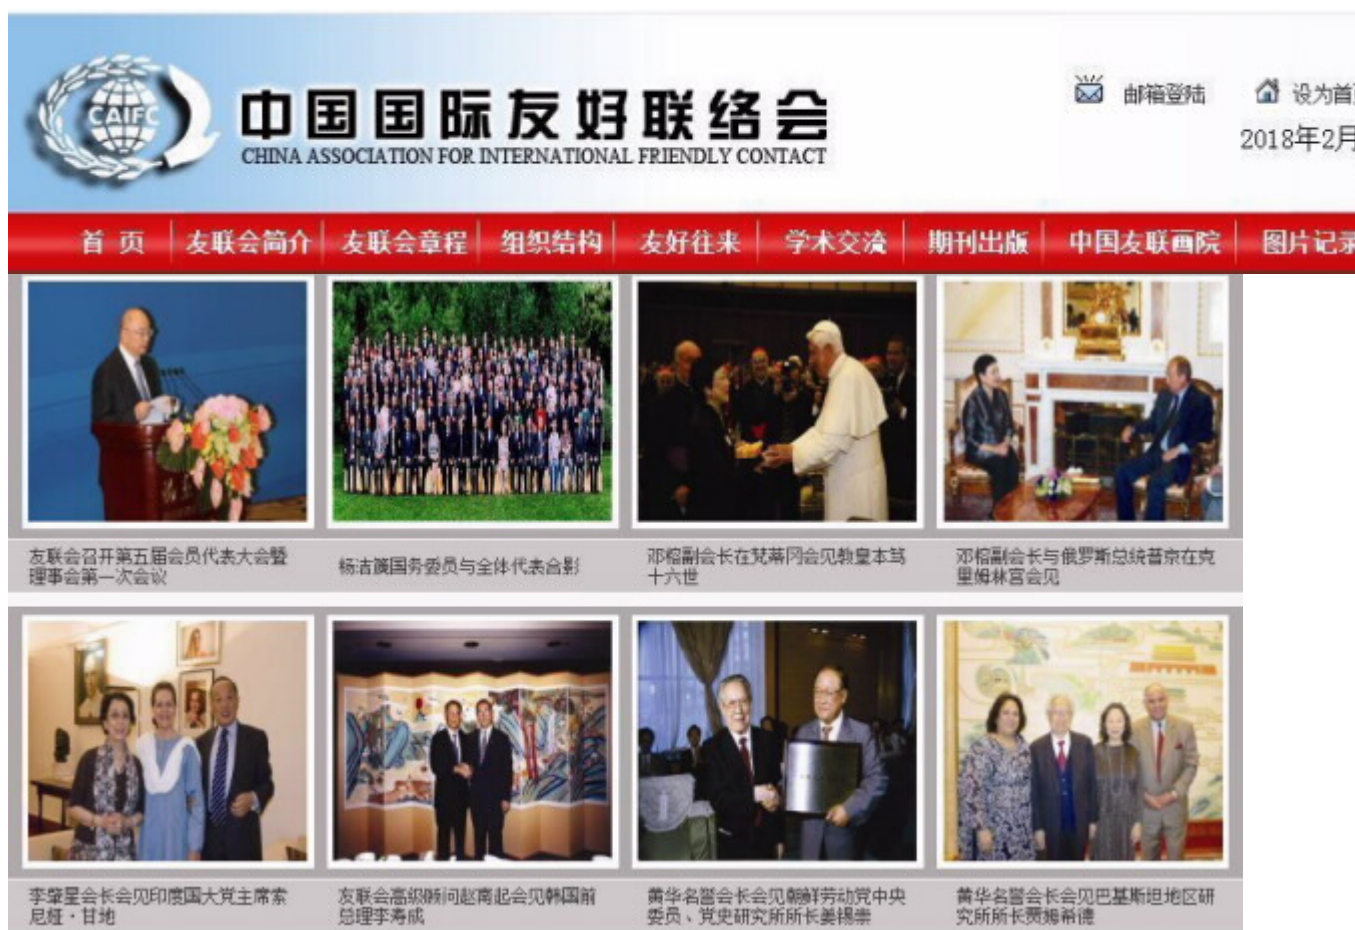 CAIFC
中国国际友好联络会
CHINA ASSOCIATION FOR INTERNATIONAL FRIENDLY CONTACT
邮箱登陆
设为首页
2018年2月
首 页
友联会简介
友联会章程
组织结构
友好往来
学术交流
期刊出版
中国友联画院
图片记录
友联会召开第五届会员代表大会暨
理事会第一次会议
杨洁篪国务委员与全体代表合影
邓榕副会长在梵蒂冈会见教皇本笃
十六世
邓榕副会长与俄罗斯总统普京在克
里姆林宫会见
李肇星会长会见印度国大党主席索
尼娅·甘地
友联会高级顾问赵南起会见韩国前
总理李寿成
黄华名誉会长会见朝鲜劳动党中央
委员、党史研究所所长姜锡崇
黄华名誉会长会见巴基斯坦地区研
究所所长贾姆希德